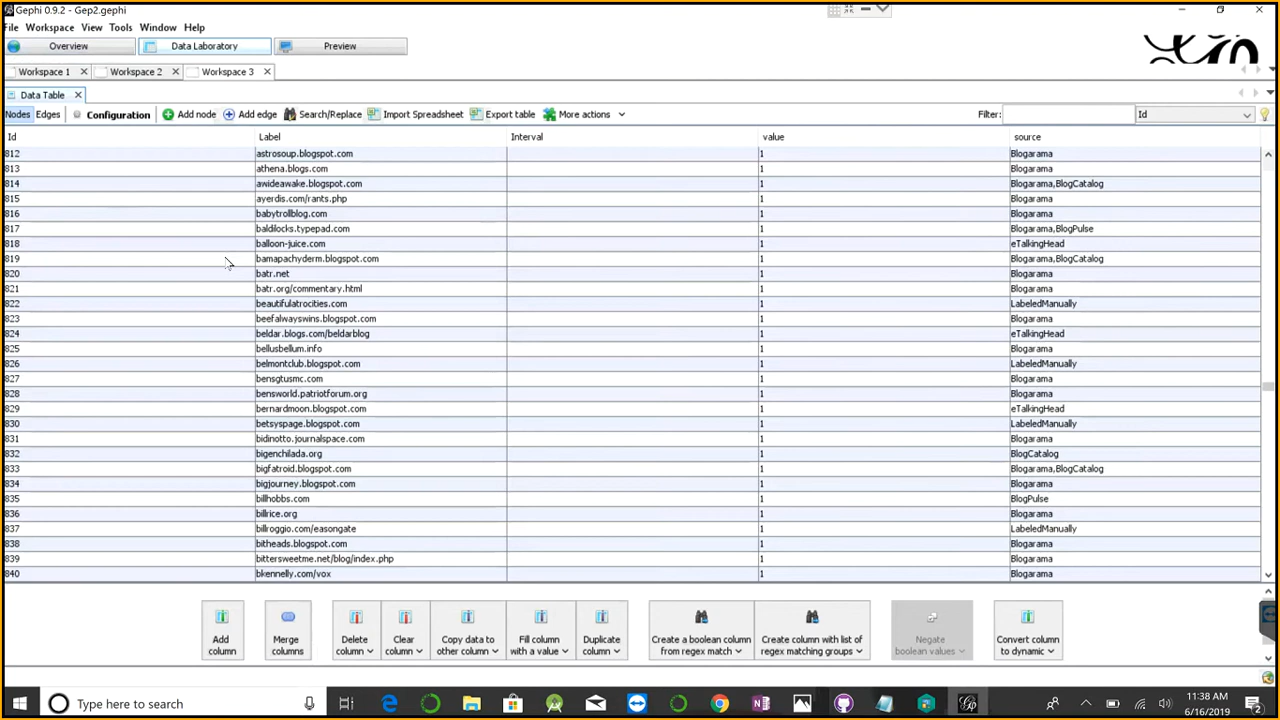 Gephi 0.9.2 - Gep2.gephi
File Workspace View Tools Window Help
Overview Data Laboratory Preview
Workspace 1 Workspace 2 Workspace 3
Data Table
Nodes Edges Configuration Add node Add edge Search/Replace Import Spreadsheet Export table More actions Filter: Id
Id Label Interval value source
812 astrosoup.blogspot.com 1 Blogarama
813 athena.blogs.com 1 Blogarama
814 awideawake.blogspot.com 1 Blogarama,BlogCatalog
815 ayerdis.com/rants.php 1 Blogarama
816 babytrollblog.com 1 Blogarama
817 baldilocks.typepad.com 1 Blogarama,BlogPulse
818 balloon-juice.com 1 eTalkingHead
819 bamapachyderm.blogspot.com 1 Blogarama,BlogCatalog
820 batr.net 1 Blogarama
821 batr.org/commentary.html 1 Blogarama
822 beautifulatrocities.com 1 LabeledManually
823 beefalwayswins.blogspot.com 1 Blogarama
824 beldar.blogs.com/beldarblog 1 eTalkingHead
825 bellusbellum.info 1 Blogarama
826 belmontclub.blogspot.com 1 LabeledManually
827 bensgtusmc.com 1 Blogarama
828 bensworld.patriotforum.org 1 Blogarama
829 bernardmoon.blogspot.com 1 eTalkingHead
830 betsyspage.blogspot.com 1 LabeledManually
831 bidinotto.journalspace.com 1 Blogarama
832 bigenchilada.org 1 BlogCatalog
833 bigfatroid.blogspot.com 1 Blogarama,BlogCatalog
834 bigjourney.blogspot.com 1 Blogarama
835 billhobbs.com 1 BlogPulse
836 billrice.org 1 Blogarama
837 billroggio.com/easongate 1 LabeledManually
838 bitheads.blogspot.com 1 Blogarama
839 bittersweetme.net/blog/index.php 1 Blogarama
840 bkennelly.com/vox 1 Blogarama
Add column Merge columns Delete column Clear column Copy data to other column Fill column with a value Duplicate column Create a boolean column from regex match Create column with list of regex matching groups Negate boolean values Convert column to dynamic
Type here to search 11:38 AM
6/16/2019 2